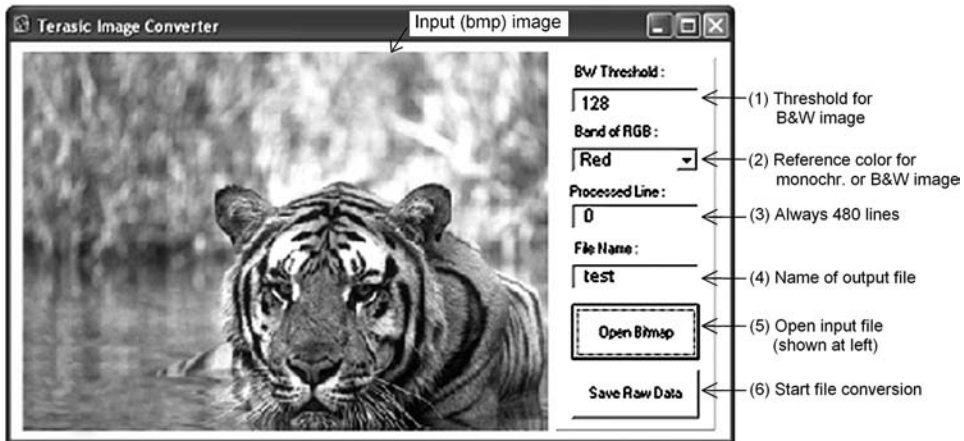 Terasic Image Converter
Input (bmp) image
BW Threshold :
128
(1) Threshold for
B&W image
Band of RGB :
Red
(2) Reference color for
monochr. or B&W image
Processed Line :
0
(3) Always 480 lines
File Name :
test
(4) Name of output file
Open Bitmap
(5) Open input file
(shown at left)
Save Raw Data
(6) Start file conversion